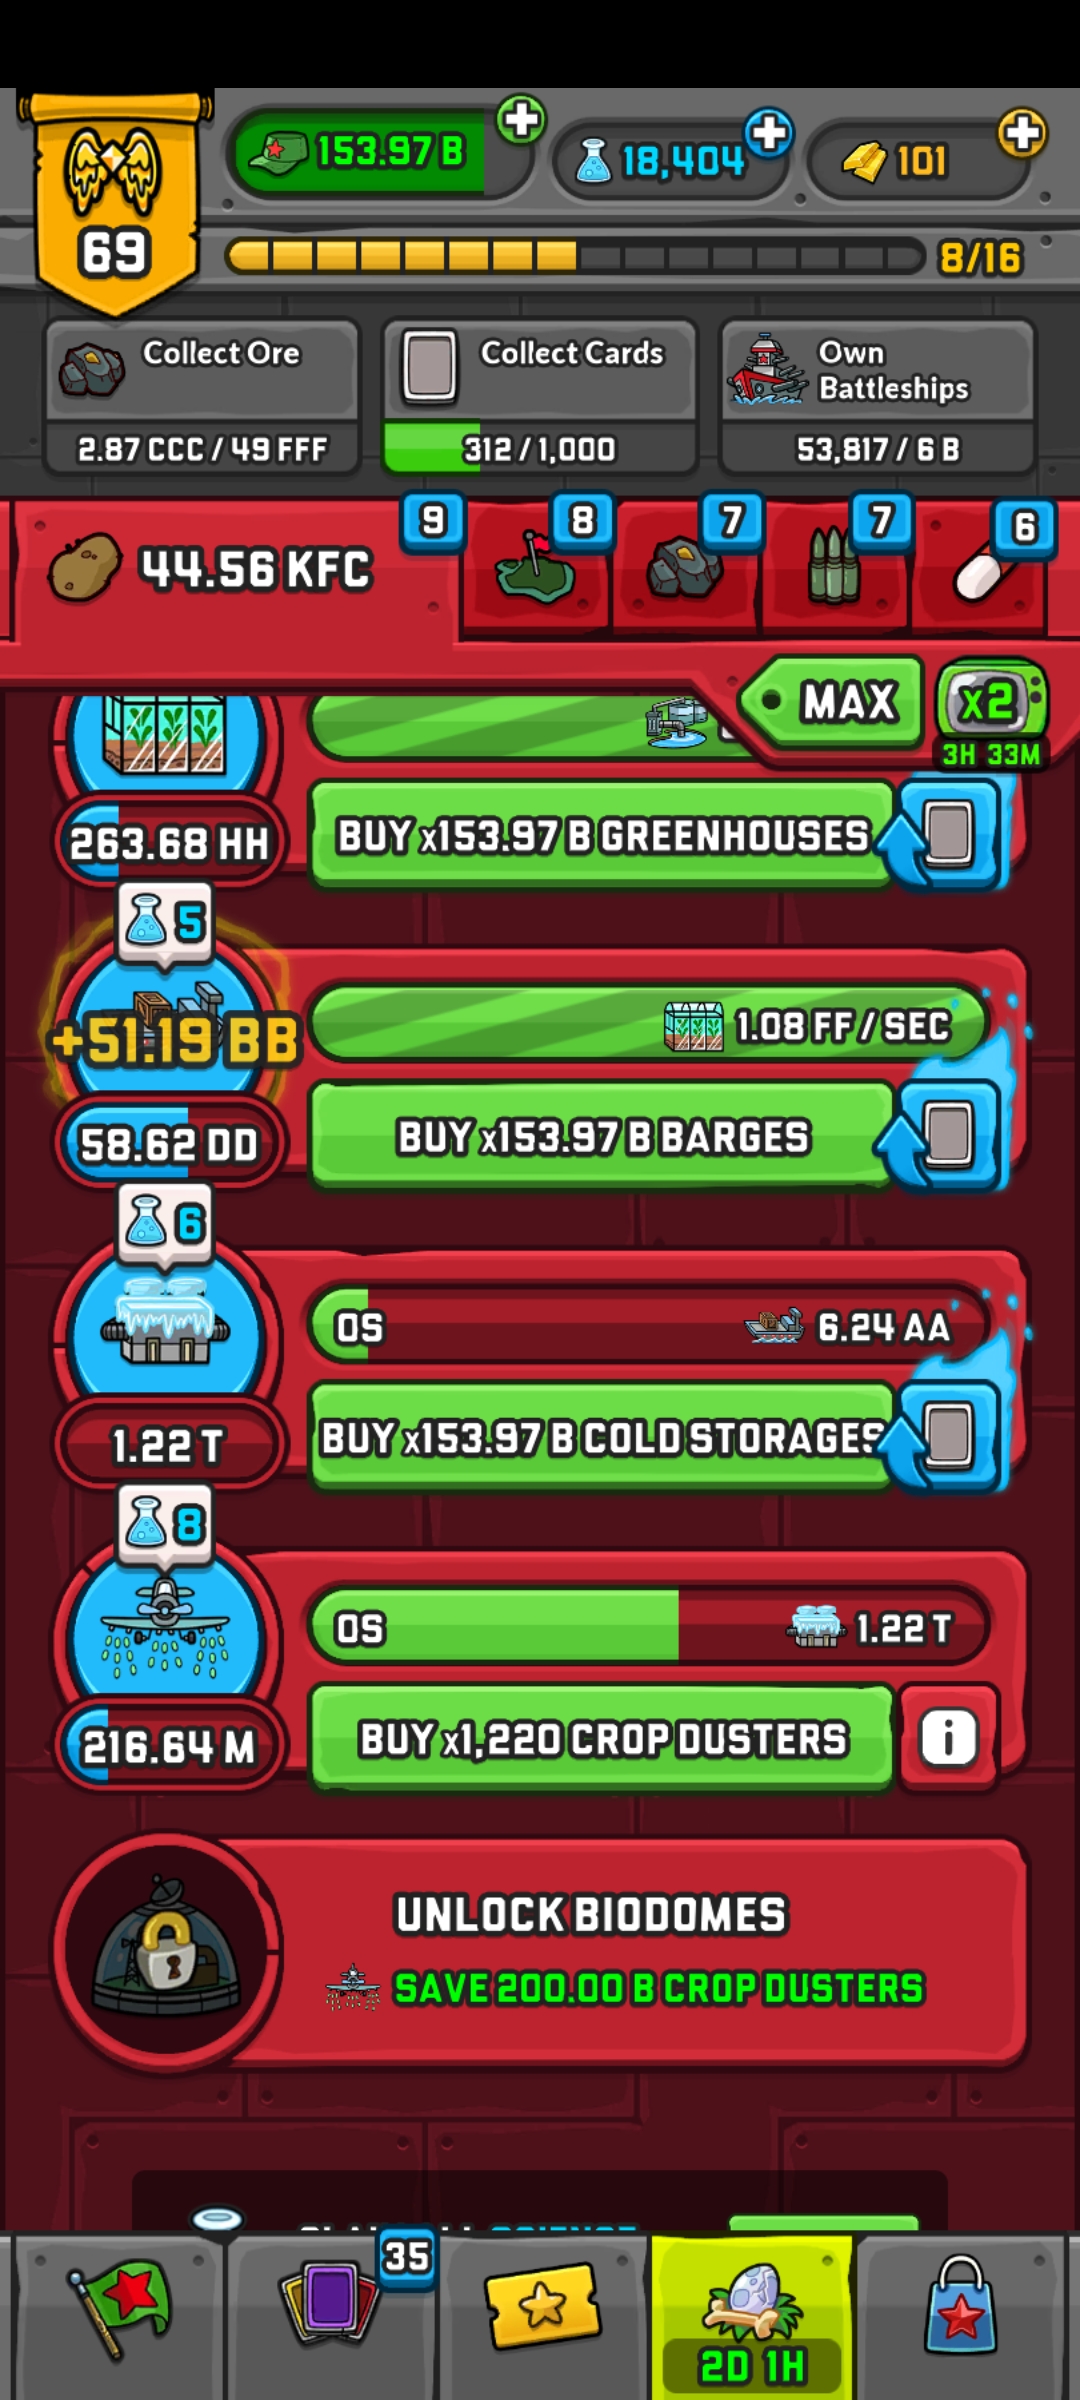 153.97 B
18,404
101
69
8/16
Collect Ore
2.87 CCC / 49 FFF
Collect Cards
312 / 1,000
Own
Battleships
53,817 / 6 B
44.56 KFC
9
8
7
7
6
MAX
x2
3H 33M
263.68 HH
BUY x153.97 B GREENHOUSES
5
+51.19 BB
1.08 FF / SEC
58.62 DD
BUY x153.97 B BARGES
6
0S
6.24 AA
1.22 T
BUY x153.97 B COLD STORAGES
8
0S
1.22 T
216.64 M
BUY x1,220 CROP DUSTERS
i
UNLOCK BIODOMES
SAVE 200.00 B CROP DUSTERS
35
2D 1H